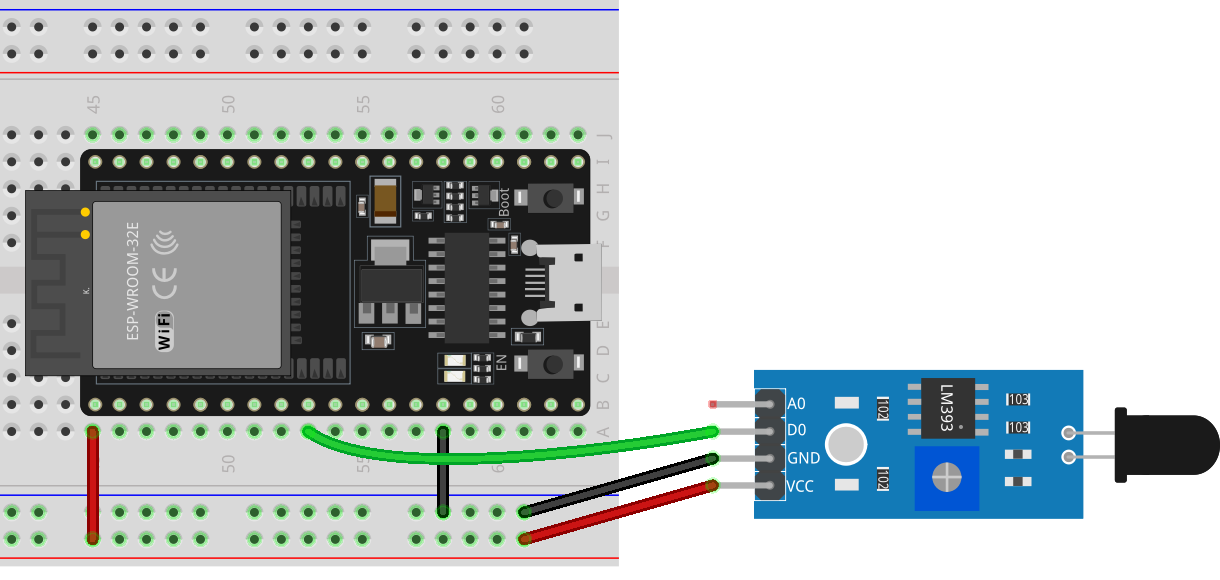 45
50
55
60
J
I
H
G
F
E
D
C
B
A
Boot
ESP-WROOM-32E
K.
CE
WiFi
EN
50
55
60
A0
D0
GND
VCC
102
102
LM393
103
103